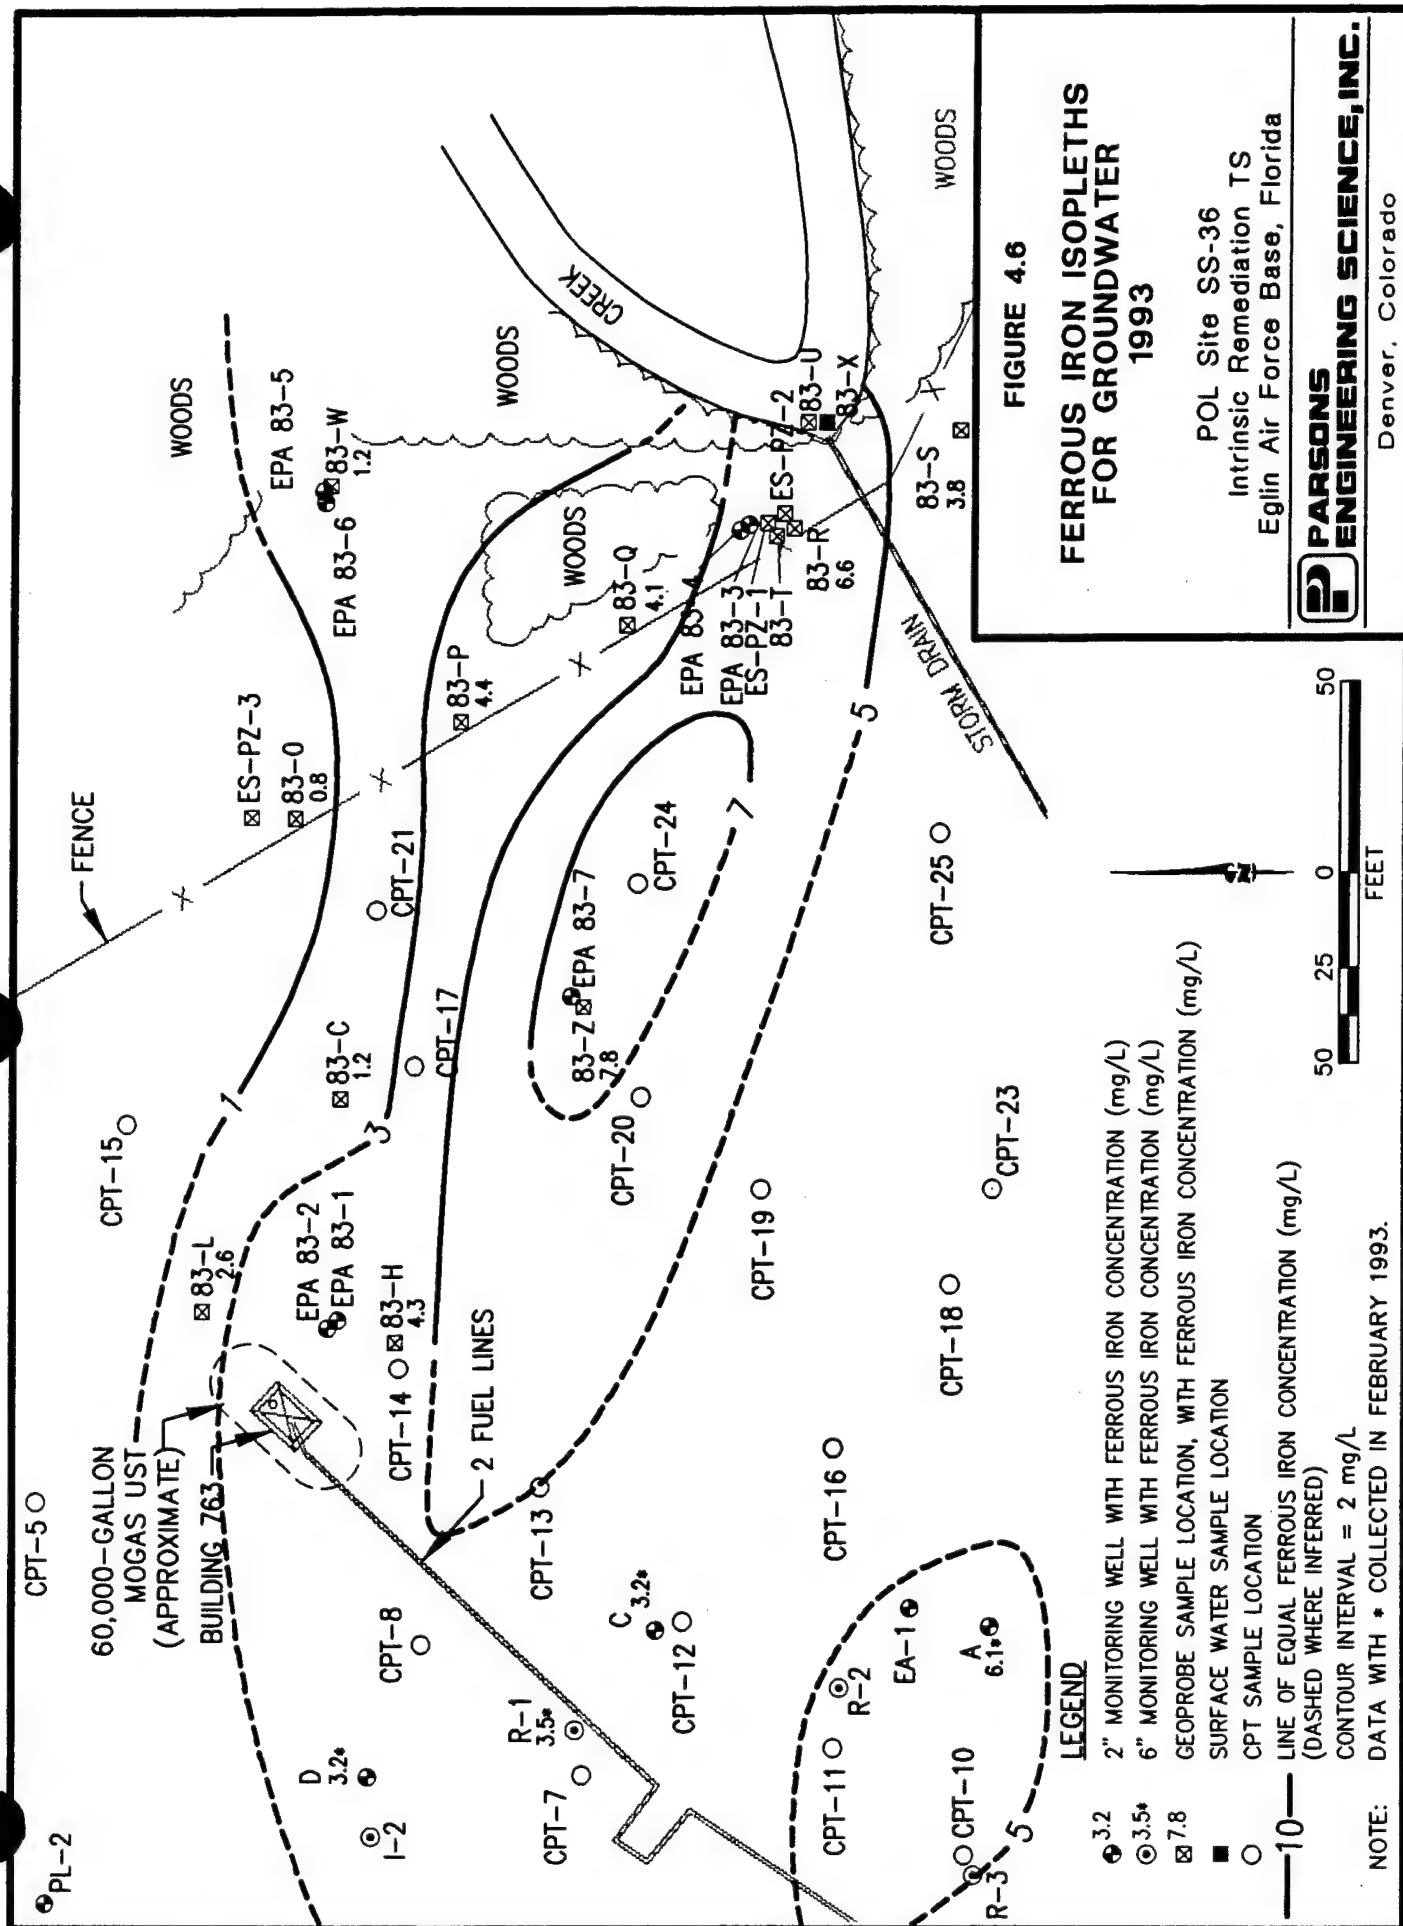 PL-2
CPT-5
60,000-GALLON
MOGAS UST
(APPROXIMATE)
BUILDING 763
CPT-15
FENCE
83-L
2.6
EPA 83-2
EPA 83-1
1
3
83-C
1.2
ES-PZ-3
83-O
0.8
CPT-21
CPT-17
83-P
4.4
EPA 83-6
EPA 83-5
83-W
1.2
WOODS
WOODS
WOODS
CREEK
D
3.2*
I-2
CPT-8
CPT-14
83-H
4.3
2 FUEL LINES
CPT-13
R-1
3.5*
CPT-7
C
3.2*
CPT-12
83-Z
7.8
EPA 83-7
CPT-20
CPT-24
7
83-Q
4.1
EPA 83-4
EPA 83-3
ES-PZ-1
83-T
83-R
6.6
ES-PZ-2
83-U
83-X
CPT-19
CPT-16
CPT-18
CPT-23
CPT-25
5
STORM DRAIN
83-S
3.8
WOODS
CPT-11
R-2
EA-1
A
6.1*
CPT-10
R-3
5
N
50
25
0
50
FEET
LEGEND
3.2
2" MONITORING WELL WITH FERROUS IRON CONCENTRATION (mg/L)
3.5*
6" MONITORING WELL WITH FERROUS IRON CONCENTRATION (mg/L)
7.8
GEOPROBE SAMPLE LOCATION, WITH FERROUS IRON CONCENTRATION (mg/L)
SURFACE WATER SAMPLE LOCATION
CPT SAMPLE LOCATION
10
LINE OF EQUAL FERROUS IRON CONCENTRATION (mg/L)
(DASHED WHERE INFERRED)
CONTOUR INTERVAL = 2 mg/L
NOTE: DATA WITH * COLLECTED IN FEBRUARY 1993.
FIGURE 4.6
FERROUS IRON ISOPLETHS
FOR GROUNDWATER
1993
POL Site SS-36
Intrinsic Remediation TS
Eglin Air Force Base, Florida
PARSONS
ENGINEERING SCIENCE, INC.
Denver, Colorado